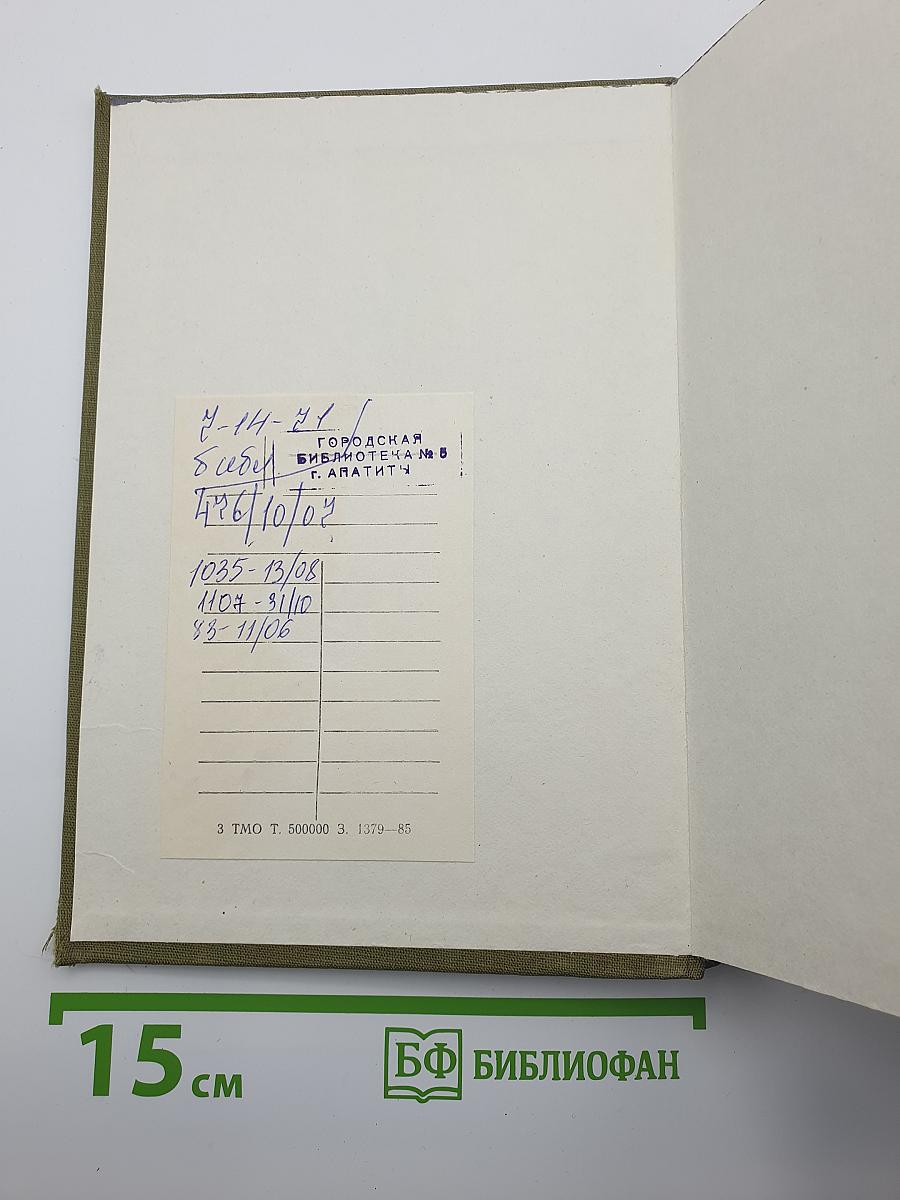 7-14-71
ГОРОДСКАЯ
библ
БИБЛИОТЕКА № 5
г. АПАТИТЫ
476/10/07
1035-13/08
1107-31/10
83-11/06
3 ТМО Т. 500000 З. 1379—85
15 см
БФ БИБЛИОФАН